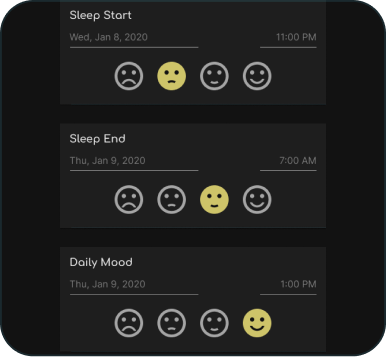 Sleep Start
Wed, Jan 8, 2020 11:00 PM
Sleep End
Thu, Jan 9, 2020 7:00 AM
Daily Mood
Thu, Jan 9, 2020 1:00 PM